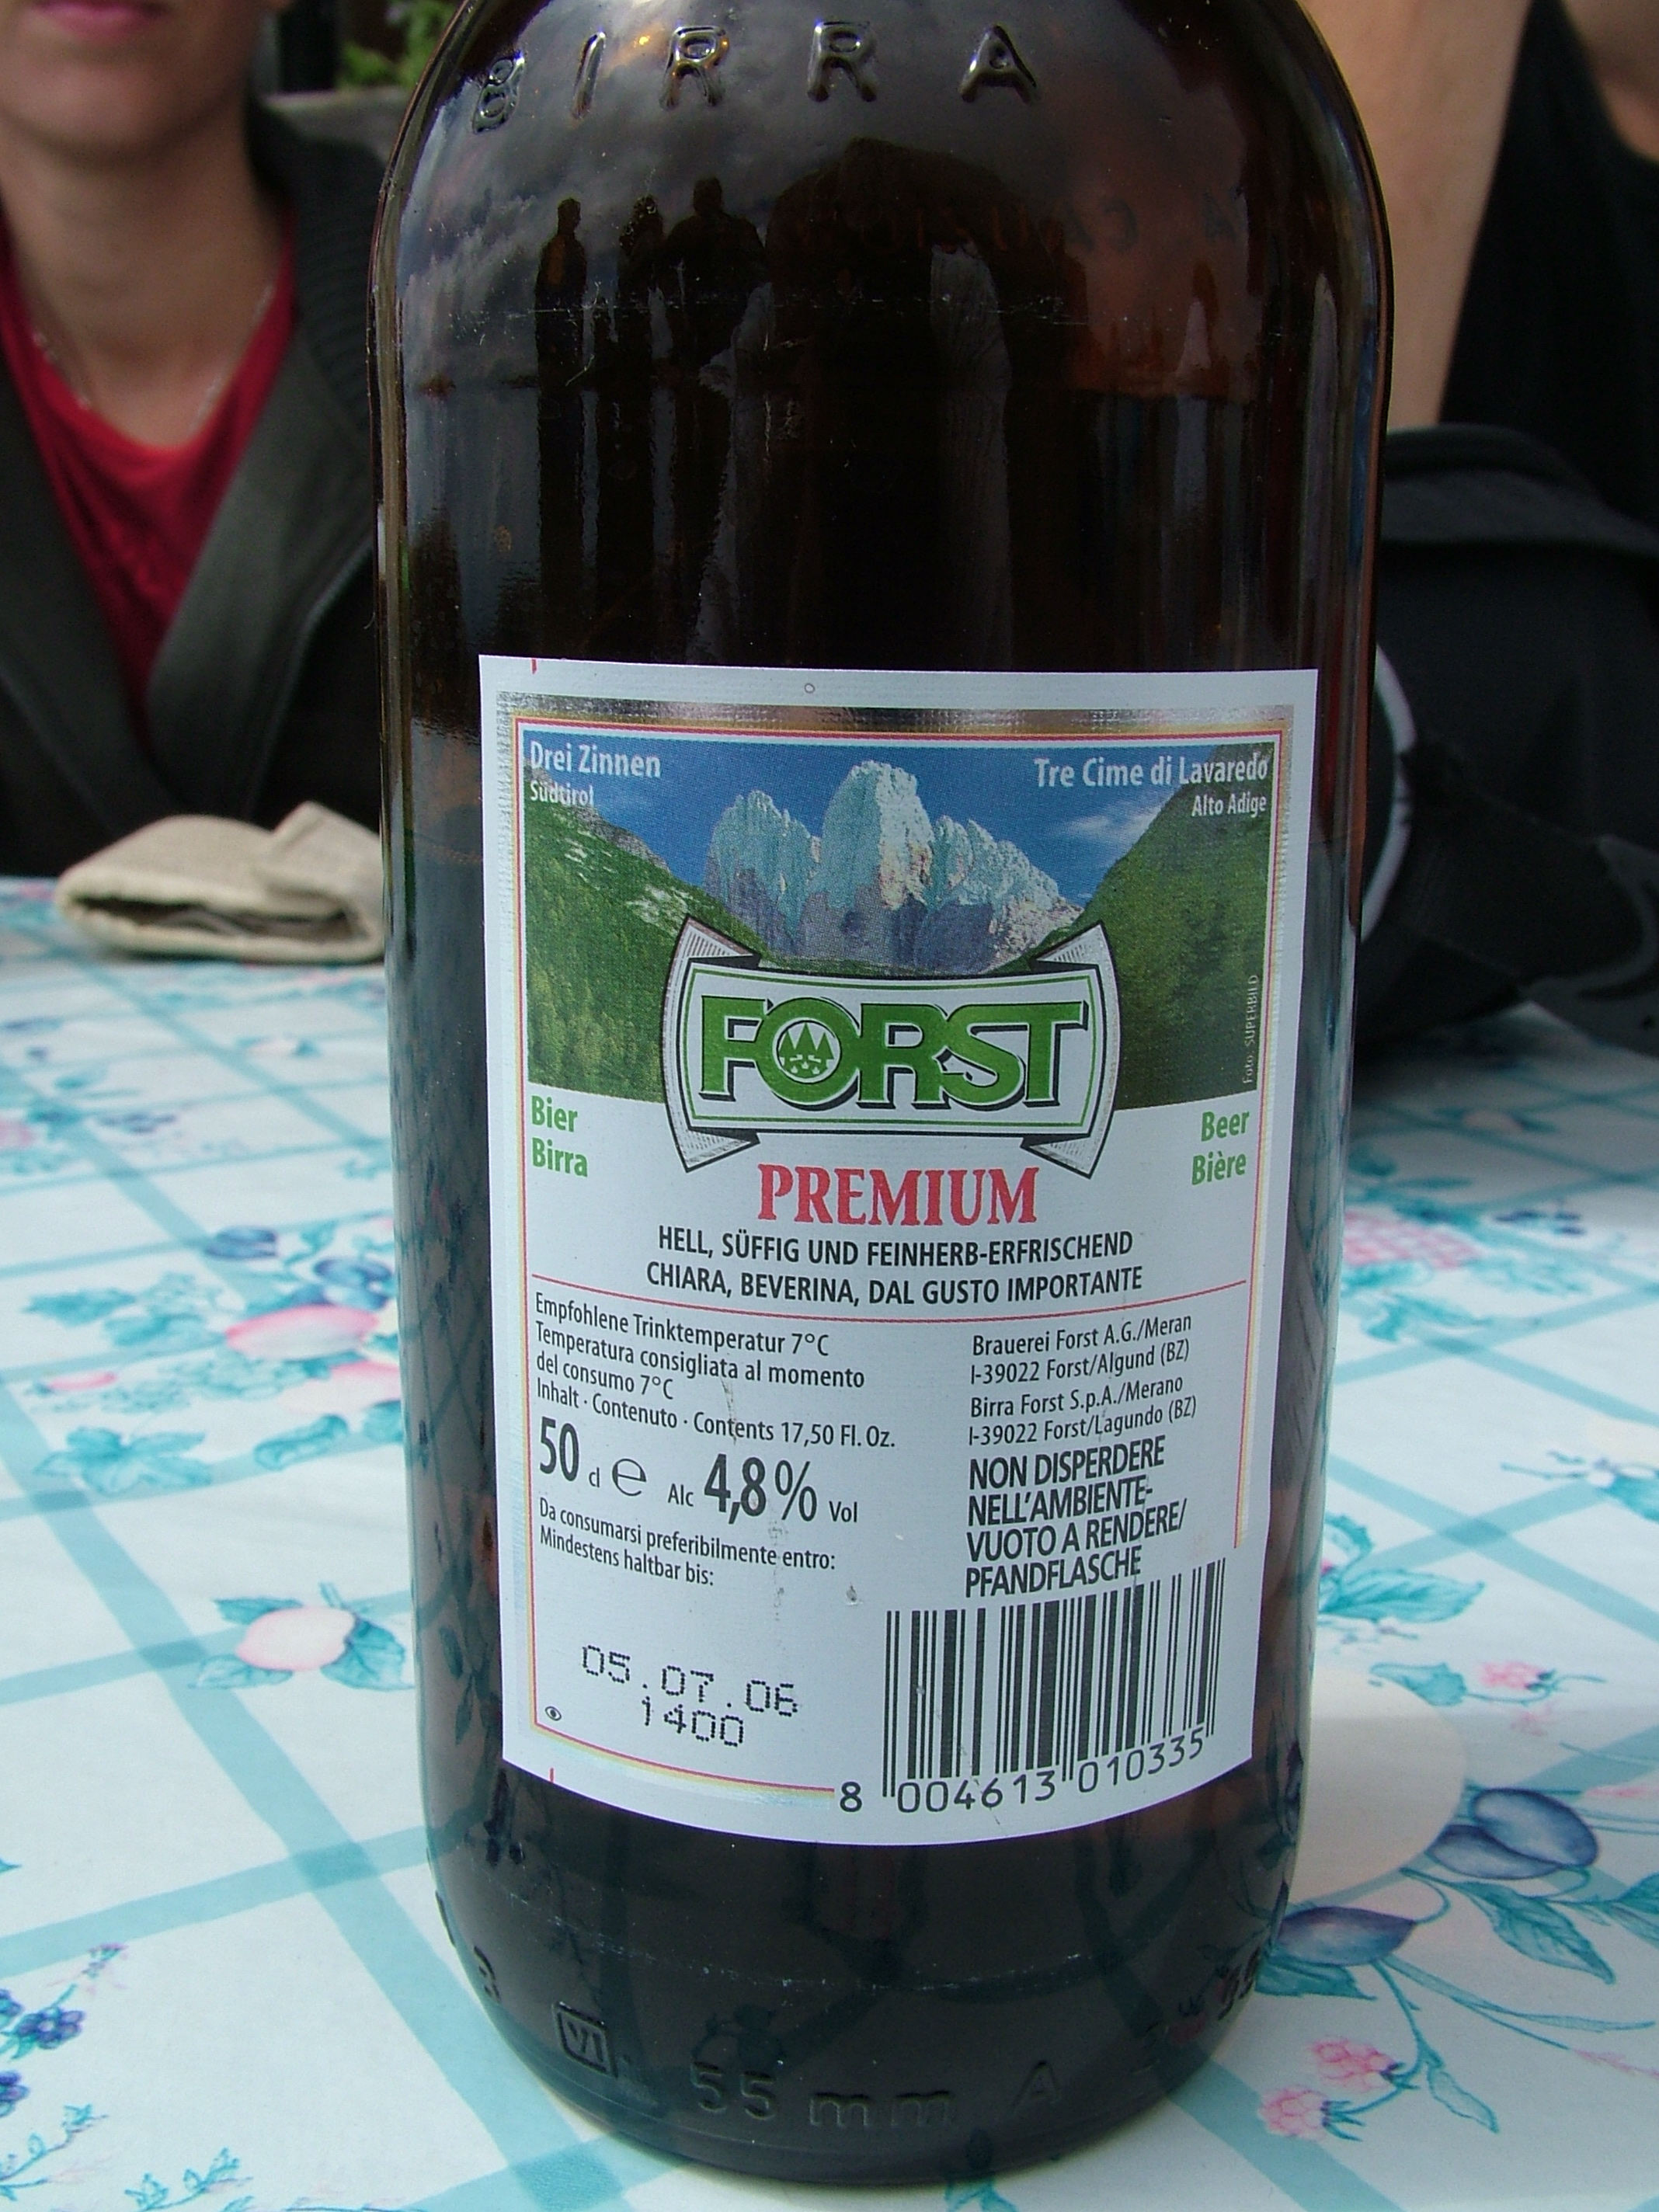 BIRRA
Drei Zinnen
Südtirol
Tre Cime di Lavaredo
Alto Adige
Foto: SUPERBILD
FORST
Bier
Birra
Beer
Bière
PREMIUM
HELL, SÜFFIG UND FEINHERB-ERFRISCHEND
CHIARA, BEVERINA, DAL GUSTO IMPORTANTE
Empfohlene Trinktemperatur 7°C
Temperatura consigliata al momento
del consumo 7°C
Inhalt · Contenuto · Contents 17,50 Fl. Oz.
50 cl e Alc 4,8% Vol
Da consumarsi preferibilmente entro:
Mindestens haltbar bis:
05.07.06
1400
Brauerei Forst A.G./Meran
I-39022 Forst/Algund (BZ)
Birra Forst S.p.A./Merano
I-39022 Forst/Lagundo (BZ)
NON DISPERDERE
NELL'AMBIENTE-
VUOTO A RENDERE/
PFANDFLASCHE
8 004613 010335
55 mm A